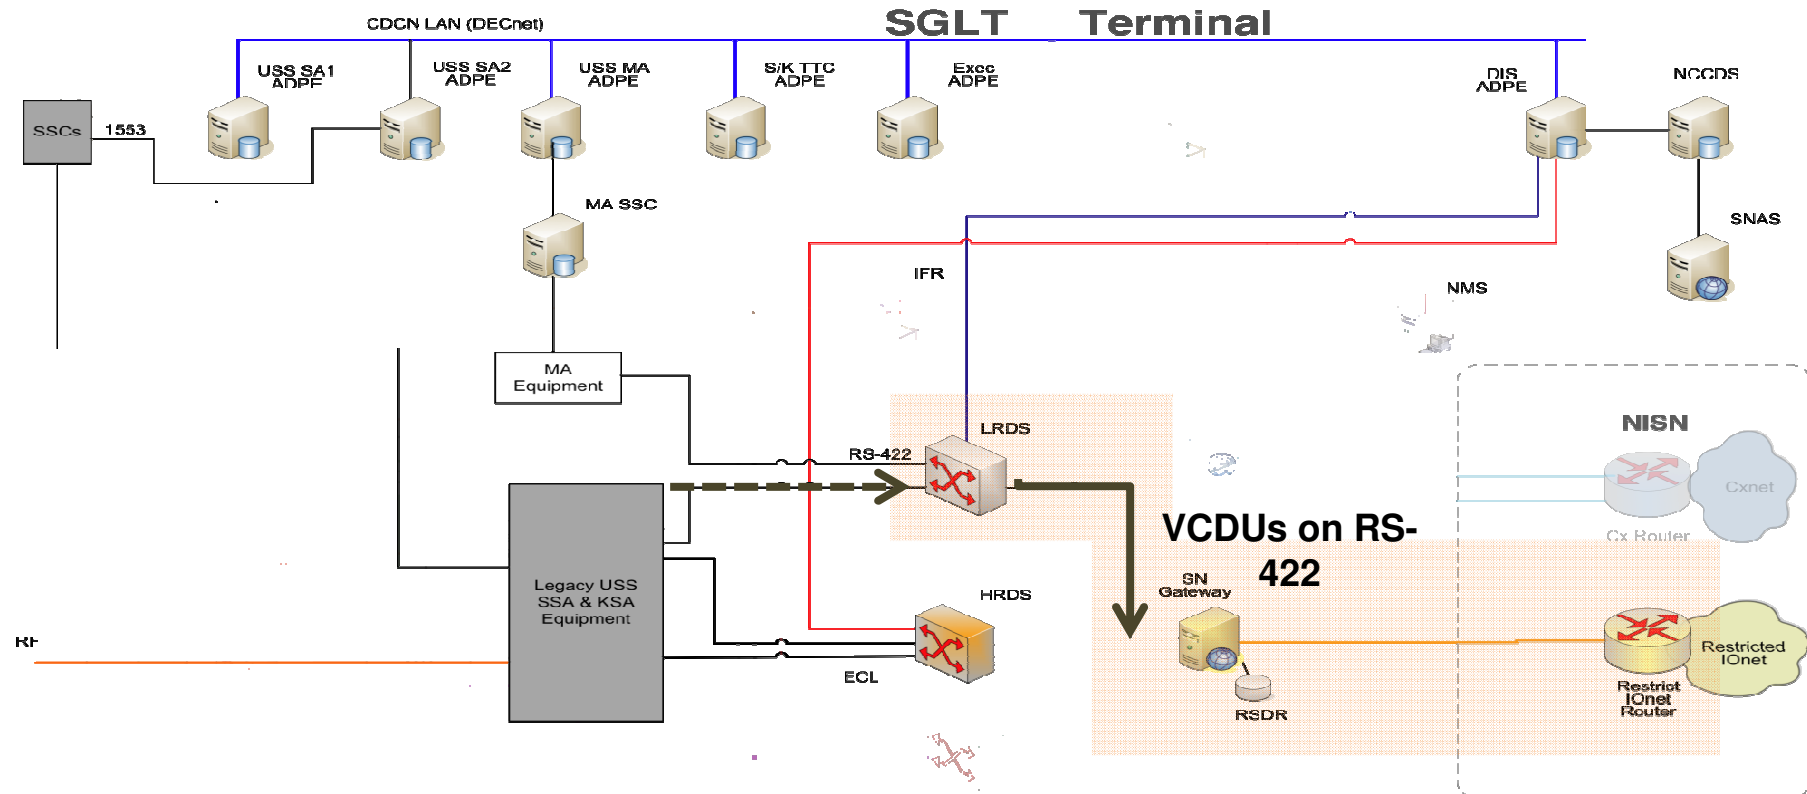 SGLT Terminal
CDCN LAN (DECnet)
USS SA1
ADPE
USS SA2
ADPE
USS MA
ADPE
S/K TTC
ADPE
Exec
ADPE
DIS
ADPE
NCCDS
SSCs
1553
MA SSC
SNAS
IFR
NMS
MA
Equipment
NISN
LRDS
RS-422
Cxnet
Cx Router
VCDUs on RS-
422
SN
Gateway
Legacy USS
SSA & KSA
Equipment
HRDS
RF
ECL
Restricted
IOnet
Restrict
IOnet
Router
RSDR